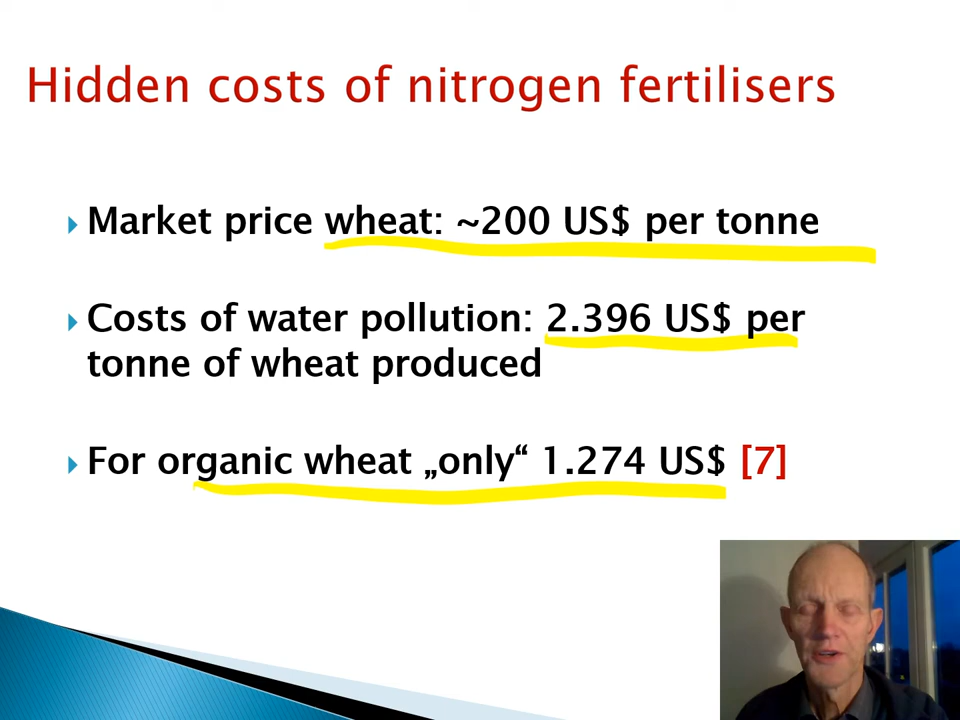 Hidden costs of nitrogen fertilisers
Market price wheat: ~200 US$ per tonne
Costs of water pollution: 2.396 US$ per
tonne of wheat produced
For organic wheat „only“ 1.274 US$ [7]